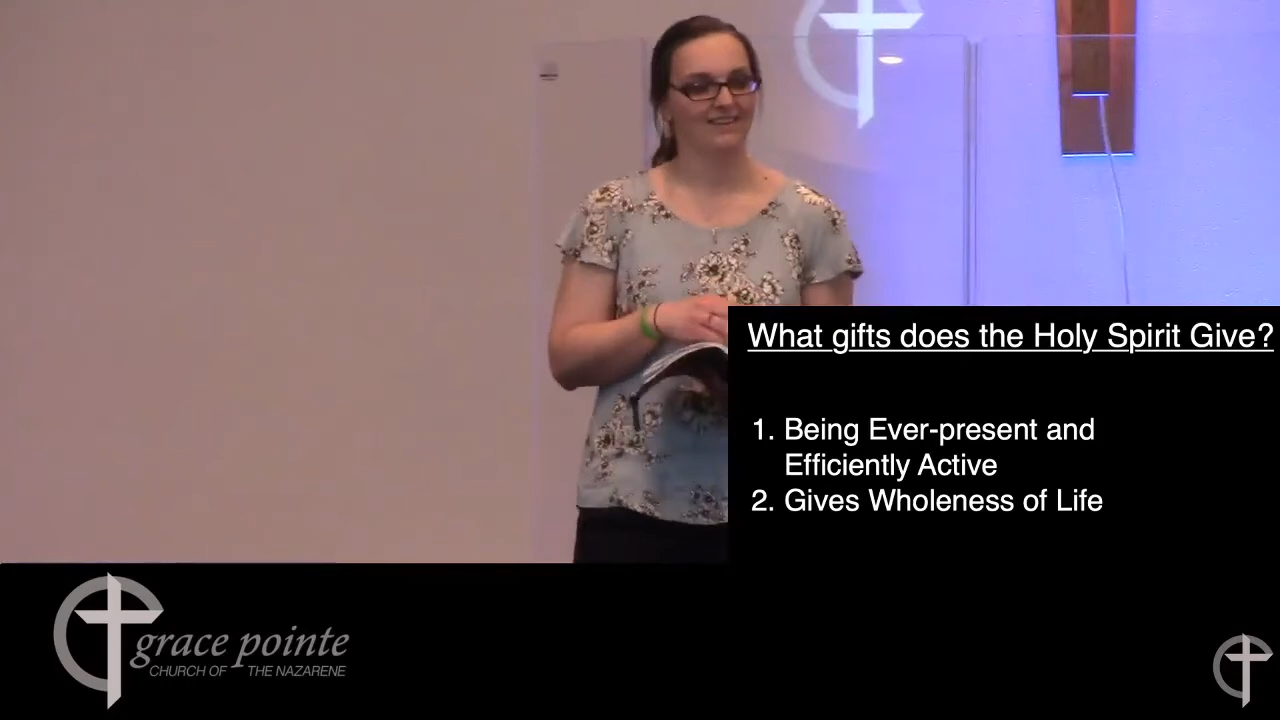 What gifts does the Holy Spirit Give?
1. Being Ever-present and
Efficiently Active
2. Gives Wholeness of Life
grace pointe
CHURCH OF THE NAZARENE